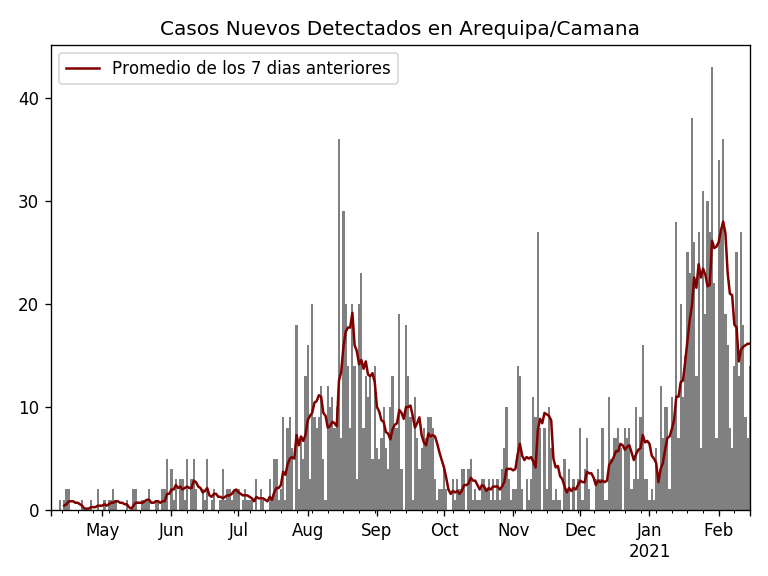 Casos Nuevos Detectados en Arequipa/Camana
Promedio de los 7 dias anteriores
40
30
20
10
0
May Jun Jul Aug Sep Oct Nov Dec Jan Feb
2021